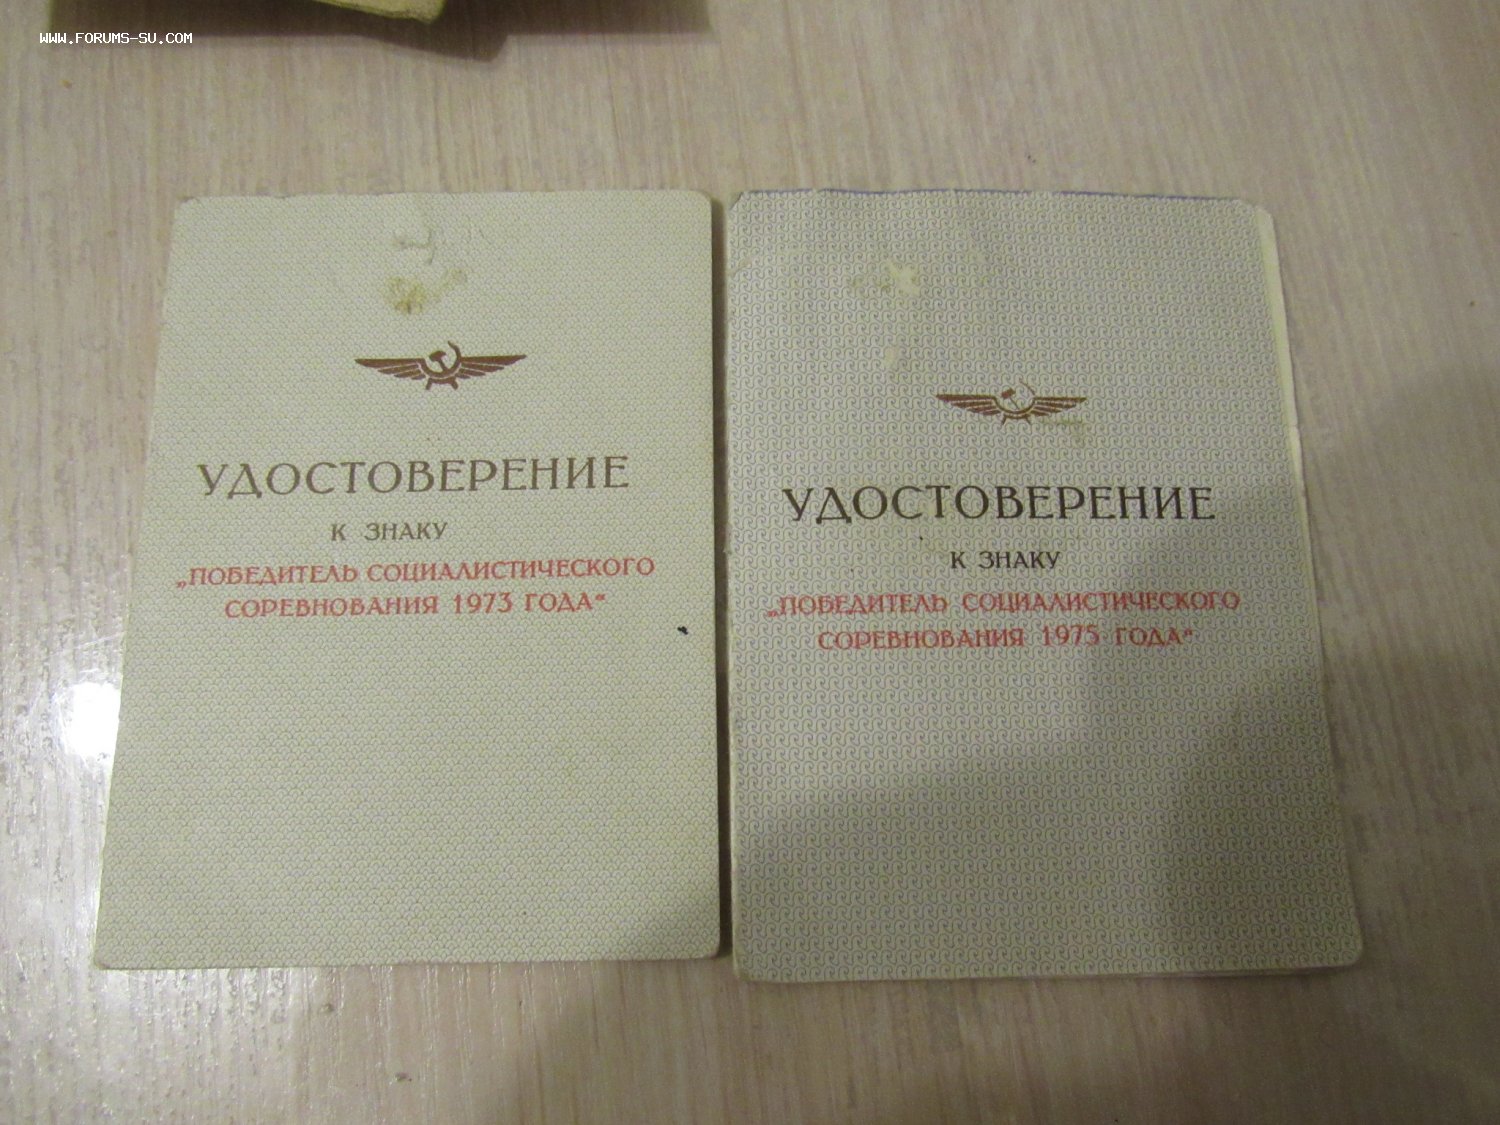 WWW.FORUMS-SU.COM
УДОСТОВЕРЕНИЕ
К ЗНАКУ
„ПОБЕДИТЕЛЬ СОЦИАЛИСТИЧЕСКОГО
СОРЕВНОВАНИЯ 1973 ГОДА“
УДОСТОВЕРЕНИЕ
К ЗНАКУ
„ПОБЕДИТЕЛЬ СОЦИАЛИСТИЧЕСКОГО
СОРЕВНОВАНИЯ 1975 ГОДА“